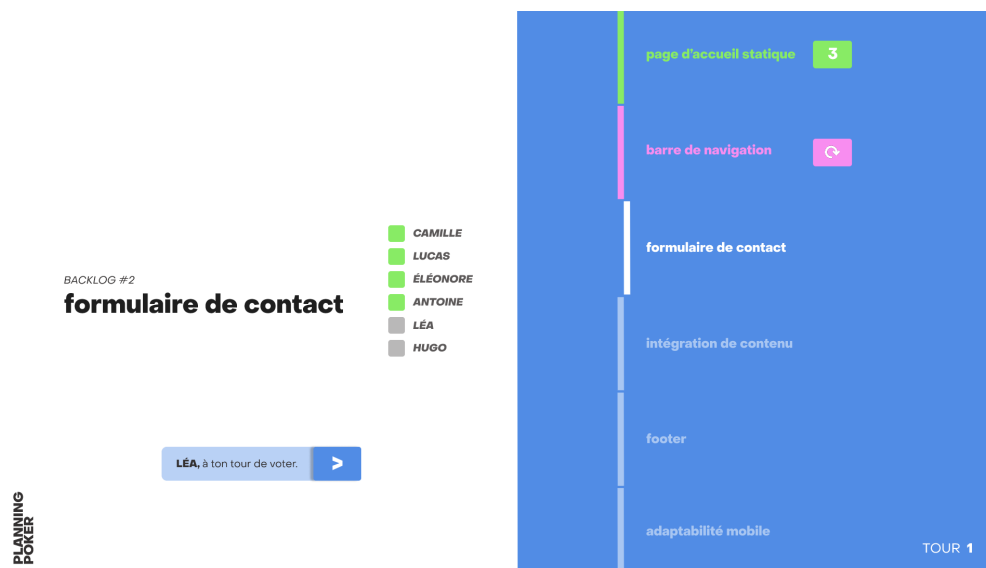 BACKLOG #2
formulaire de contact
CAMILLE
LUCAS
ÉLÉONORE
ANTOINE
LÉA
HUGO
LÉA, à ton tour de voter.
>
PLANNING
POKER
page d'accueil statique
3
barre de navigation
formulaire de contact
intégration de contenu
footer
adaptabilité mobile
TOUR 1